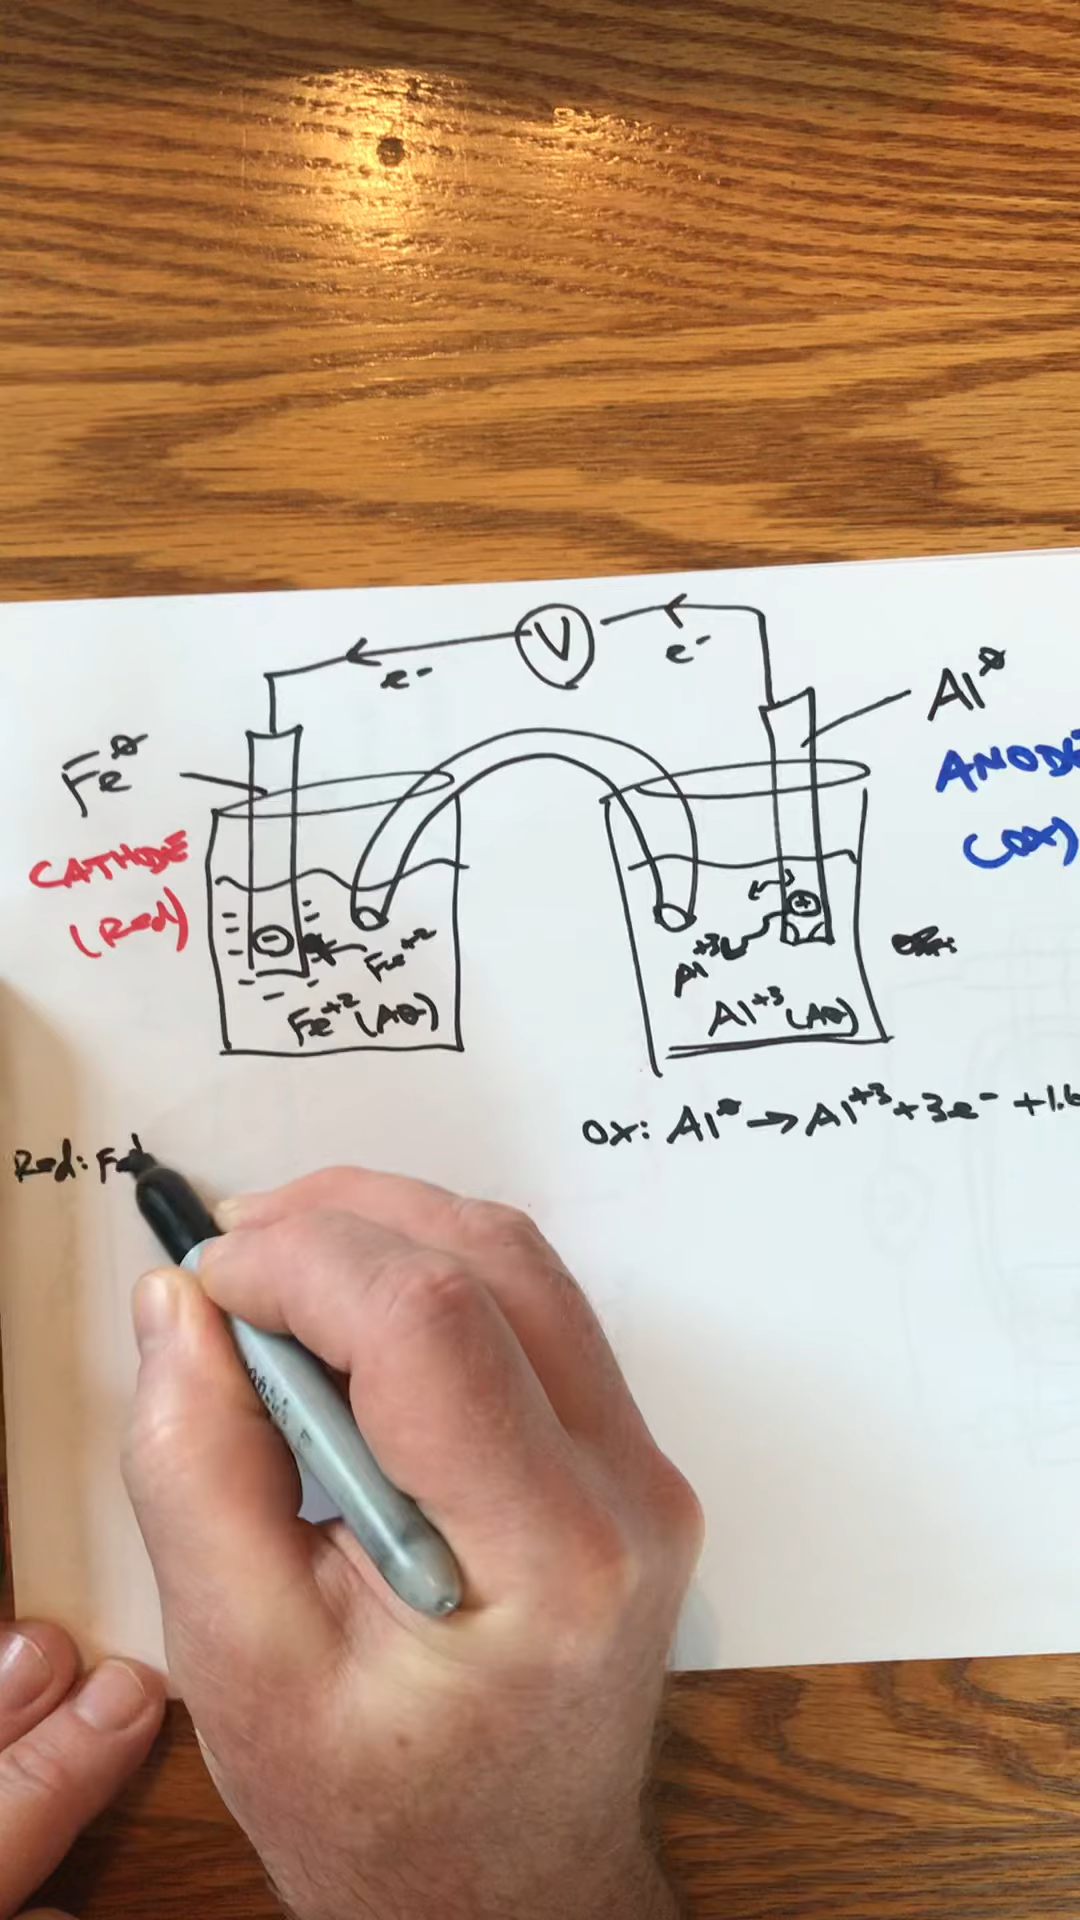 V
e- e-
Fe⁰
Al⁰
CATHODE
(Red)
ANODE
(ox)
- +
Fe+2
Al+3
Fe+2 (AQ)
Al+3 (AQ)
Ox: Al⁰ → Al+3 + 3e- +1.6
Red: Fe